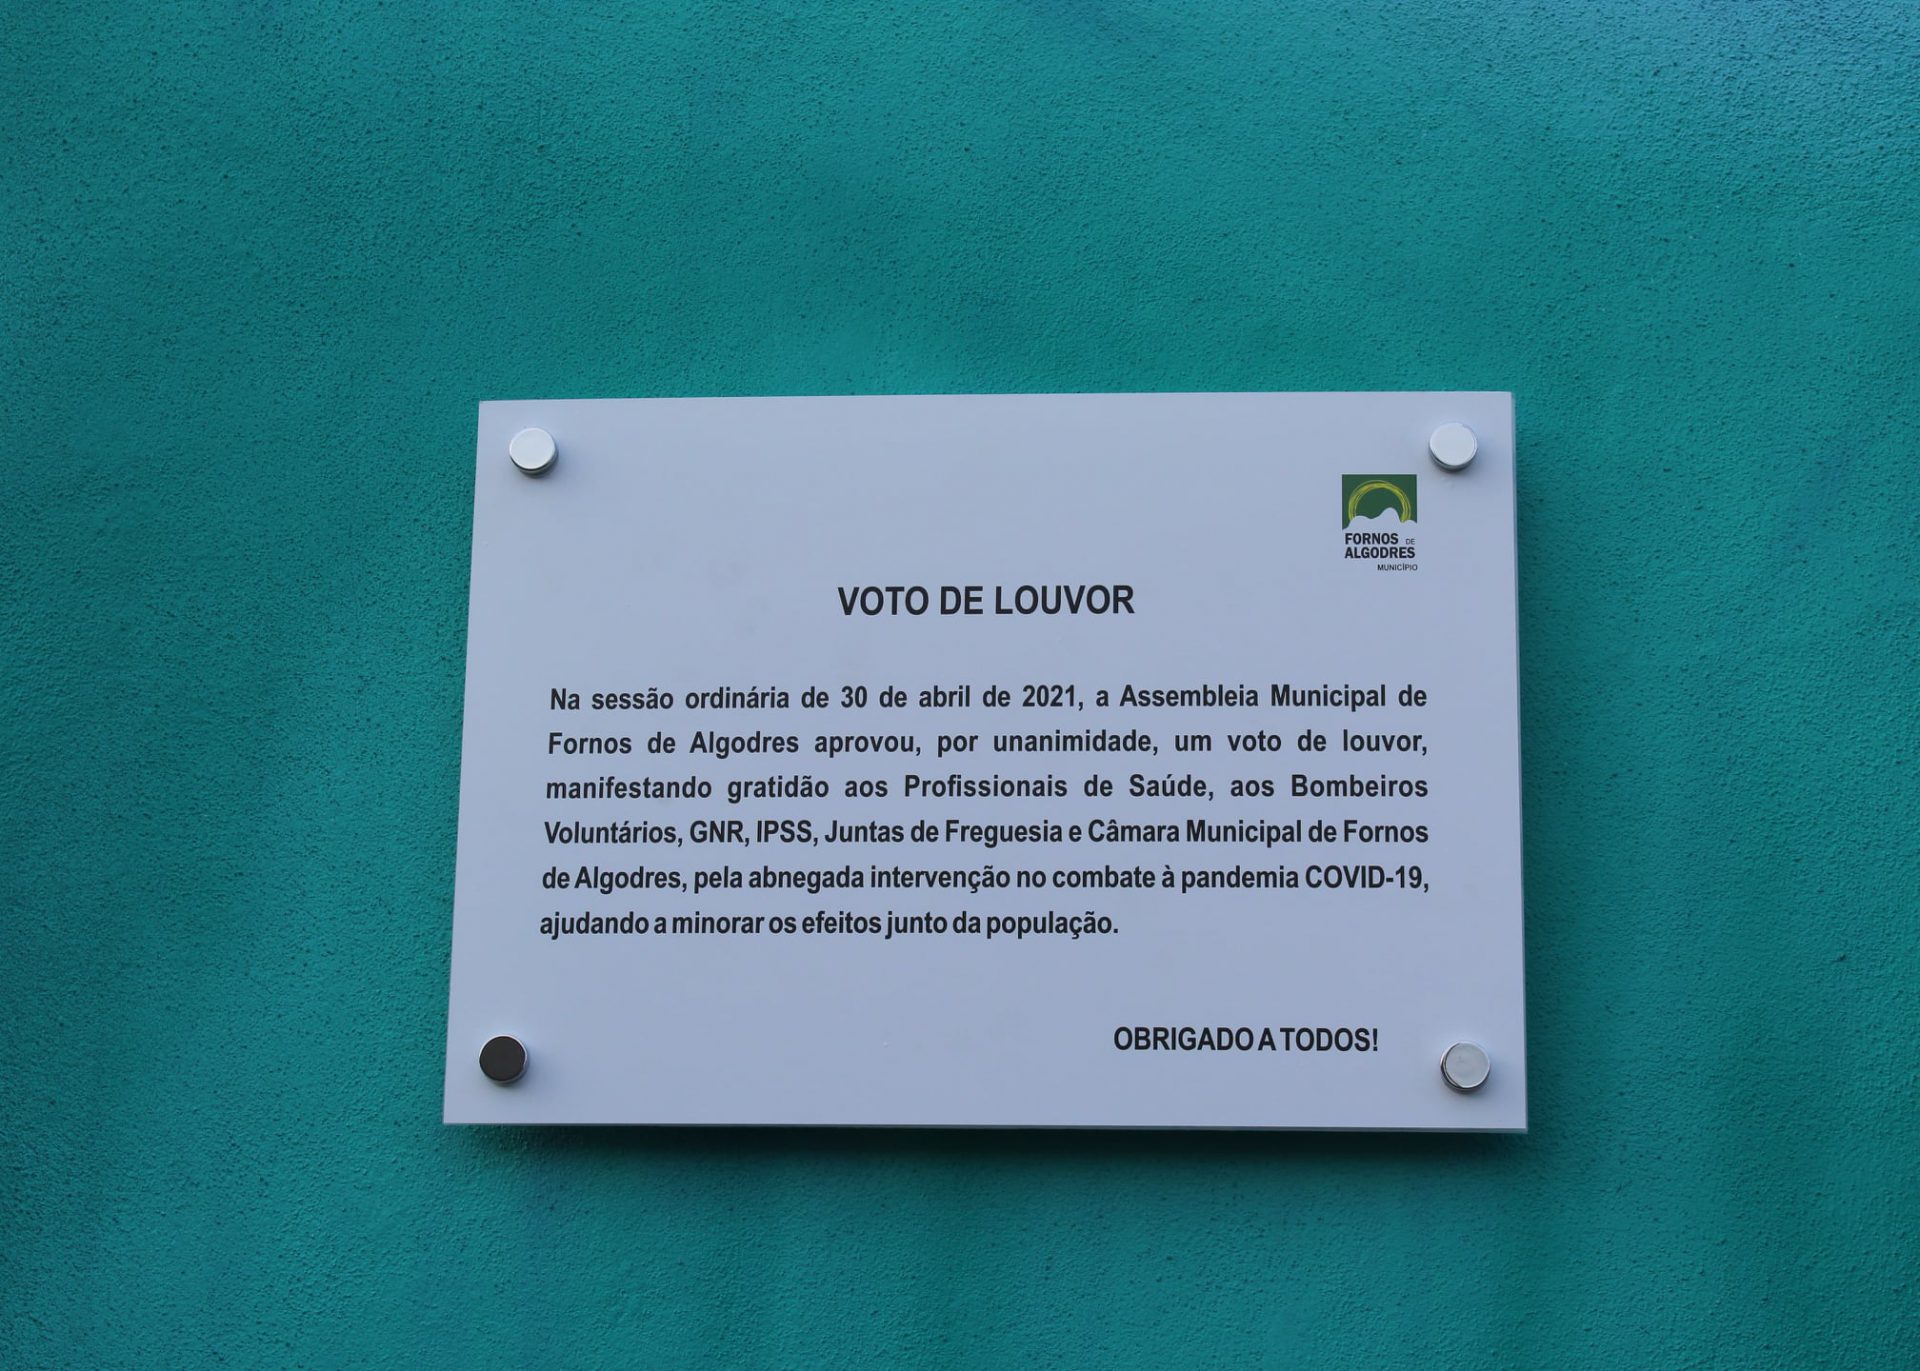 FORNOS DE
ALGODRES
MUNICÍPIO
VOTO DE LOUVOR
Na sessão ordinária de 30 de abril de 2021, a Assembleia Municipal de
Fornos de Algodres aprovou, por unanimidade, um voto de louvor,
manifestando gratidão aos Profissionais de Saúde, aos Bombeiros
Voluntários, GNR, IPSS, Juntas de Freguesia e Câmara Municipal de Fornos
de Algodres, pela abnegada intervenção no combate à pandemia COVID-19,
ajudando a minorar os efeitos junto da população.
OBRIGADO A TODOS!